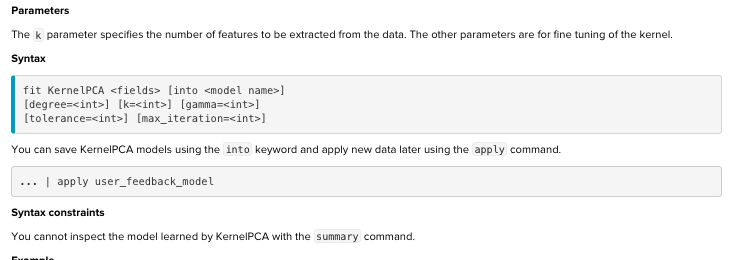 Parameters
The k parameter specifies the number of features to be extracted from the data. The other parameters are for fine tuning of the kernel.
Syntax
fit KernelPCA <fields> [into <model name>]
[degree=<int>] [k=<int>] [gamma=<int>]
[tolerance=<int>] [max_iteration=<int>]
You can save KernelPCA models using the into keyword and apply new data later using the apply command.
... | apply user_feedback_model
Syntax constraints
You cannot inspect the model learned by KernelPCA with the summary command.
Example